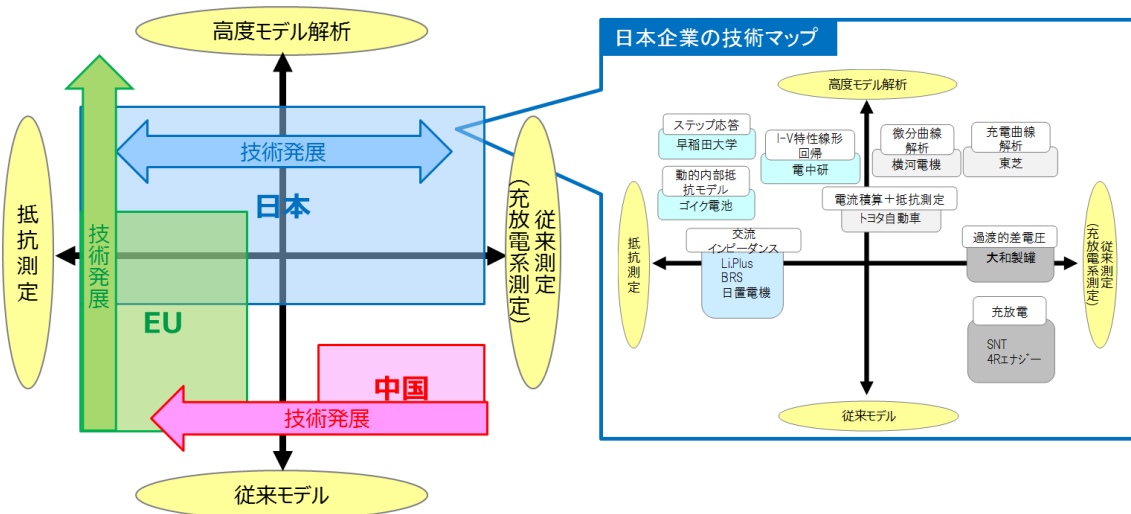 高度モデル解析
技術発展
日本
抵抗測定
従来測定
(充放電系測定)
技術発展
EU
中国
技術発展
従来モデル
日本企業の技術マップ
高度モデル解析
ステップ応答
早稲田大学
I-V特性線形
回帰
電中研
微分曲線
解析
横河電機
充電曲線
解析
東芝
動的内部抵
抗モデル
ゴイク電池
電流積算+抵抗測定
トヨタ自動車
抵抗測定
交流
インピーダンス
Li.Plus
BRS
日置電機
過渡的差電圧
大和製罐
従来測定
(充放電系測定)
充放電
SNT
4Rエナジー
従来モデル